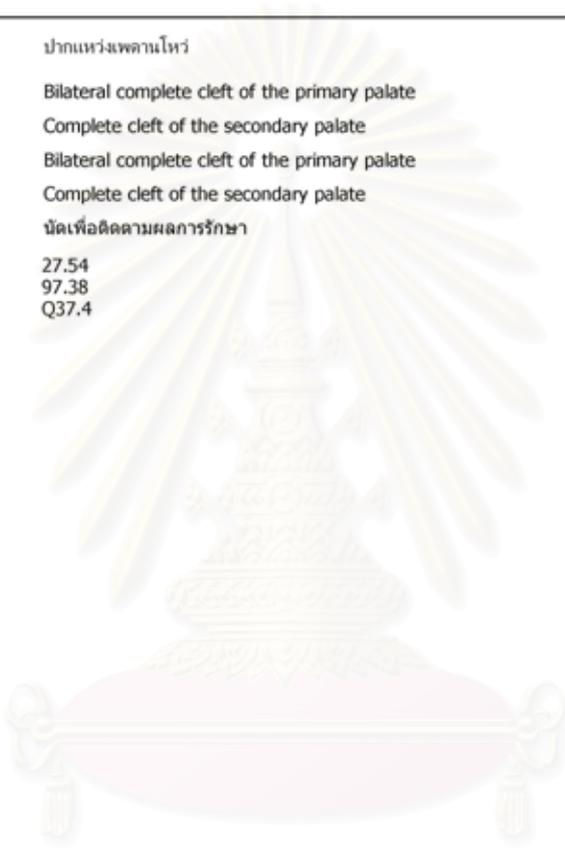 ปากแหว่งเพดานโหว่
Bilateral complete cleft of the primary palate
Complete cleft of the secondary palate
Bilateral complete cleft of the primary palate
Complete cleft of the secondary palate
นัดเพื่อติดตามผลการรักษา
27.54
97.38
Q37.4